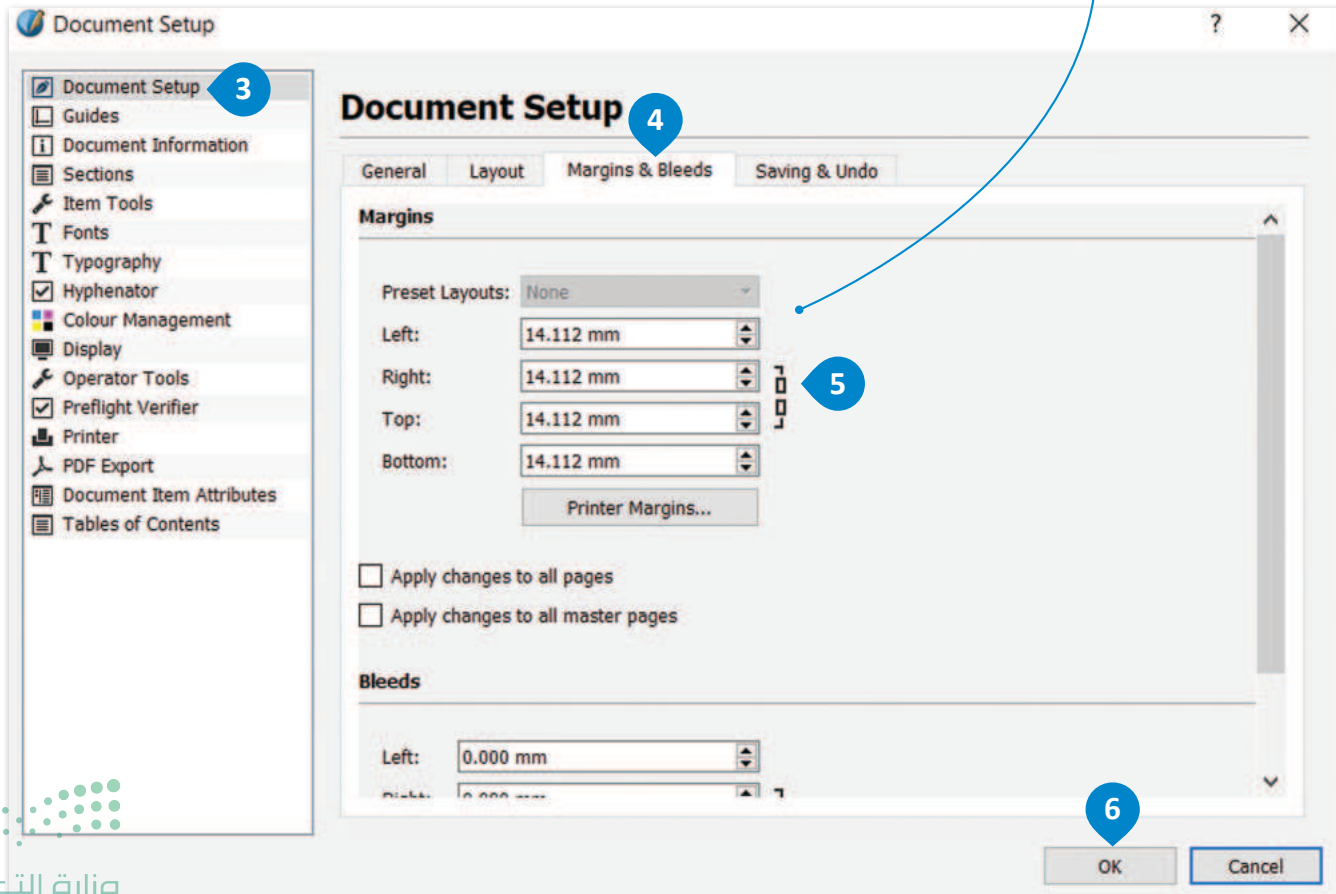 Document Setup
?
Document Setup
3
Guides
Document Information
Sections
Item Tools
Fonts
Typography
Hyphenator
Colour Management
Display
Operator Tools
Preflight Verifier
Printer
PDF Export
Document Item Attributes
Tables of Contents
Document Setup
4
General Layout Margins & Bleeds Saving & Undo
Margins
Preset Layouts: None
Left: 14.112 mm
Right: 14.112 mm
5
Top: 14.112 mm
Bottom: 14.112 mm
Printer Margins...
Apply changes to all pages
Apply changes to all master pages
Bleeds
Left: 0.000 mm
6
OK Cancel
وزارة